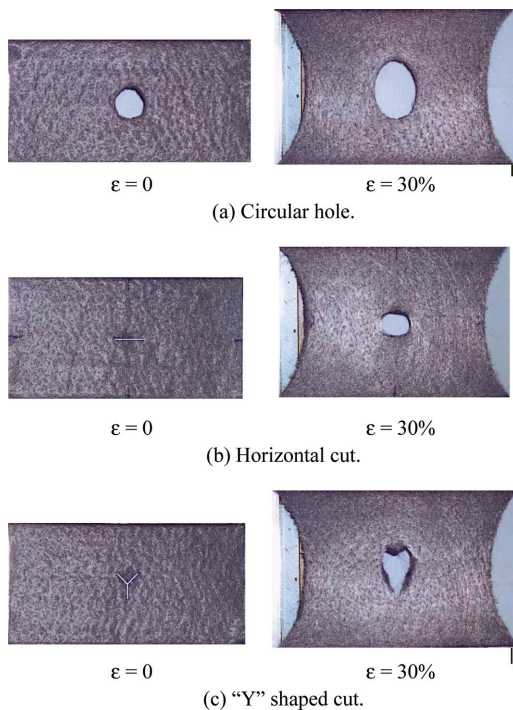 ε = 0
ε = 30%
(a) Circular hole.
ε = 0
ε = 30%
(b) Horizontal cut.
ε = 0
ε = 30%
(c) “Y” shaped cut.